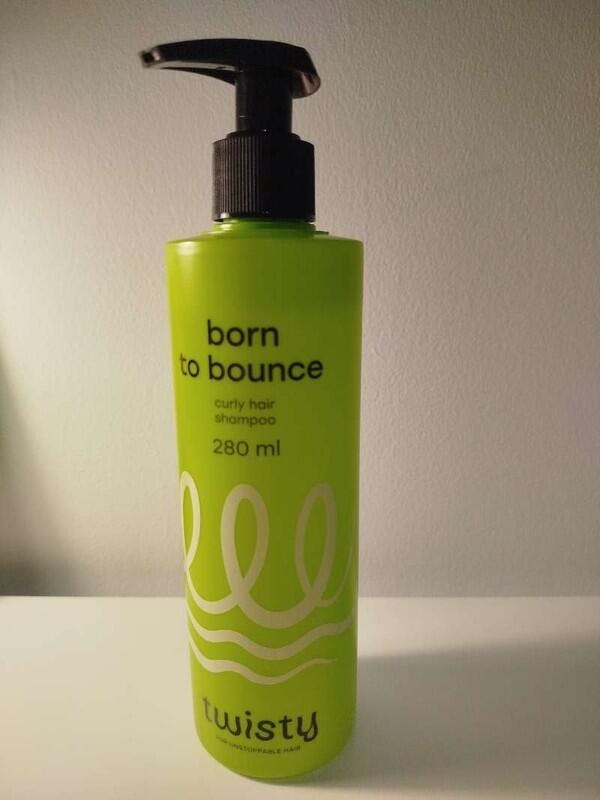 born
to bounce
curly hair
shampoo
280 ml
twisty
FOR UNSTOPPABLE HAIR